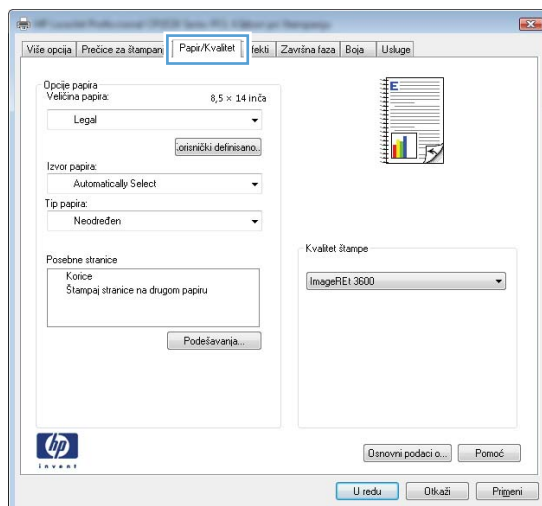 Više opcija Prečice za štampan Papir/Kvalitet fekti Završna faza Boja Usluge
Opcije papira
Veličina papira: 8,5 × 14 inča
Legal
orisnički definisano..
Izvor papira:
Automatically Select
Tip papira:
Neodređen
Posebne stranice
Korice
Štampaj stranice na drugom papiru
Podešavanja...
Kvalitet štampe
ImageREt 3600
hp
invent
Osnovni podaci o... Pomoć
U redu Otkaži Primeni